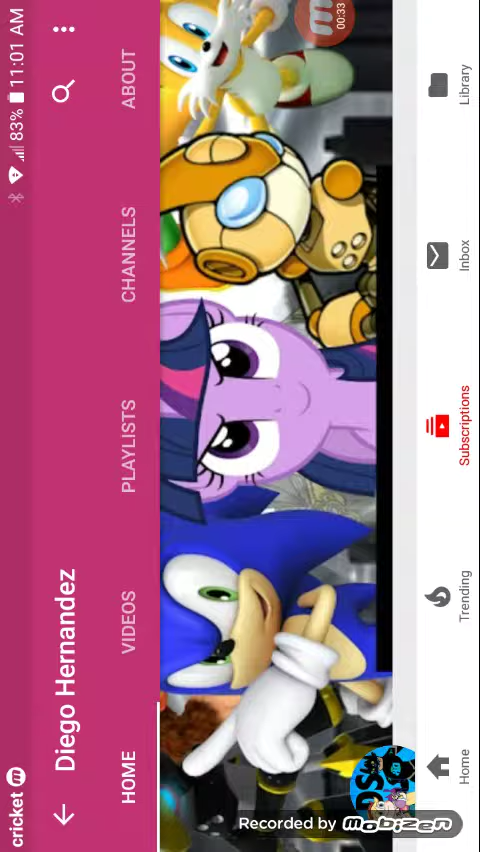 cricket
83% 11:01 AM
Diego Hernandez
HOME VIDEOS PLAYLISTS CHANNELS ABOUT
00:33
Recorded by Mobizen
Home Trending Subscriptions Inbox Library